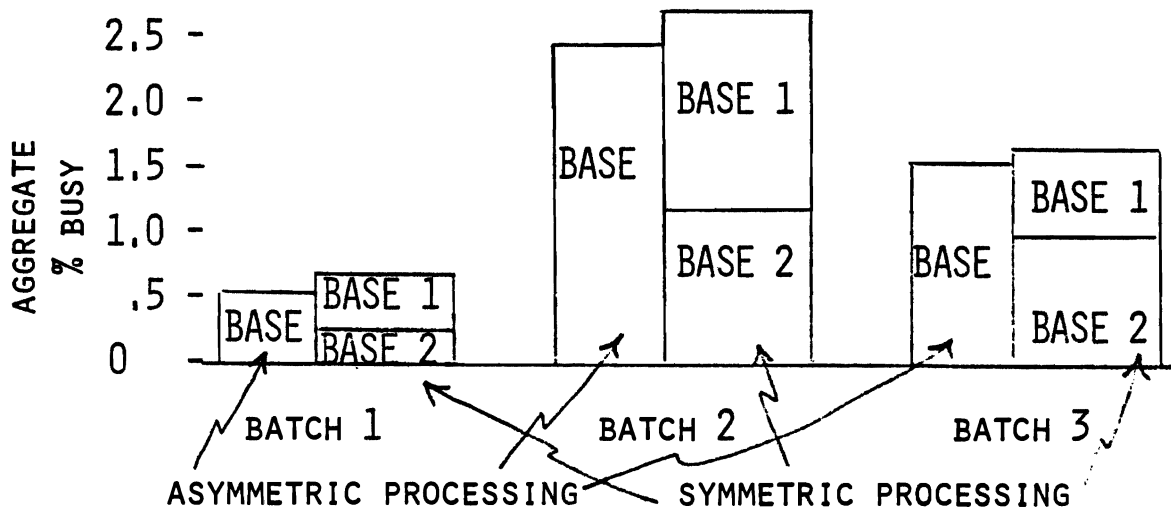 AGGREGATE
% BUSY
2.5
2.0
1.5
1.0
.5
0
BASE
BASE 1
BASE 2
BASE
BASE 1
BASE 2
BASE
BASE 1
BASE 2
BATCH 1
BATCH 2
BATCH 3
ASYMMETRIC PROCESSING
SYMMETRIC PROCESSING